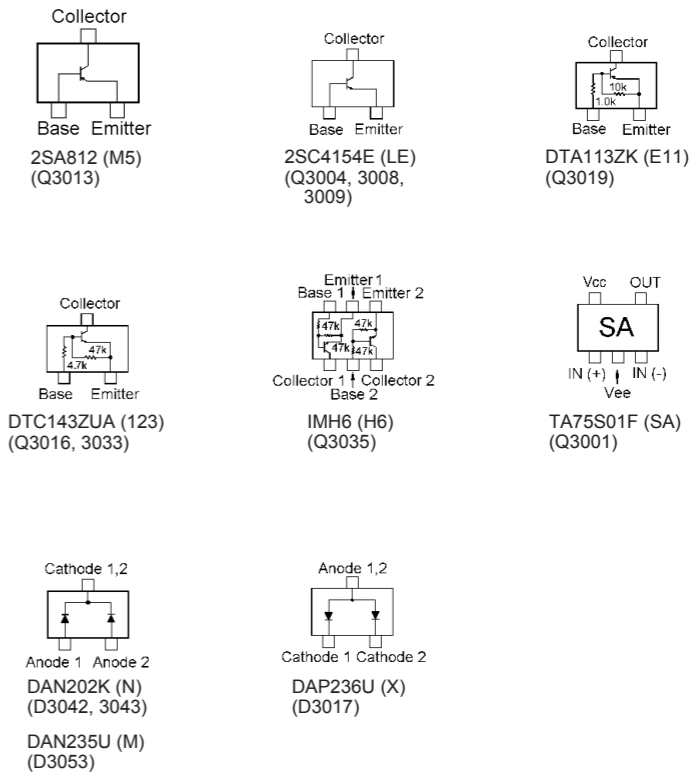 Collector
Base Emitter
2SA812 (M5)
(Q3013)
Collector
Base Emitter
2SC4154E (LE)
(Q3004, 3008,
3009)
Collector
10k
1.0k
Base Emitter
DTA113ZK (E11)
(Q3019)
Collector
47k
4.7k
Base Emitter
DTC143ZUA (123)
(Q3016, 3033)
Emitter 1
Base 1 Emitter 2
47k 47k
47k 47k
Collector 1 Collector 2
Base 2
IMH6 (H6)
(Q3035)
Vcc OUT
SA
IN (+) IN (-)
Vee
TA75S01F (SA)
(Q3001)
Cathode 1,2
Anode 1 Anode 2
DAN202K (N)
(D3042, 3043)
DAN235U (M)
(D3053)
Anode 1,2
Cathode 1 Cathode 2
DAP236U (X)
(D3017)